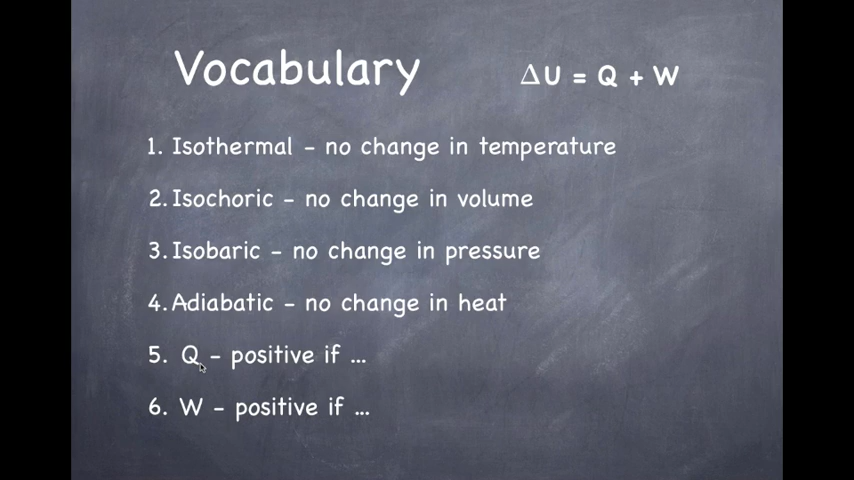 Vocabulary
ΔU = Q + W
1. Isothermal - no change in temperature
2. Isochoric - no change in volume
3. Isobaric - no change in pressure
4. Adiabatic - no change in heat
5. Q - positive if ...
6. W - positive if ...